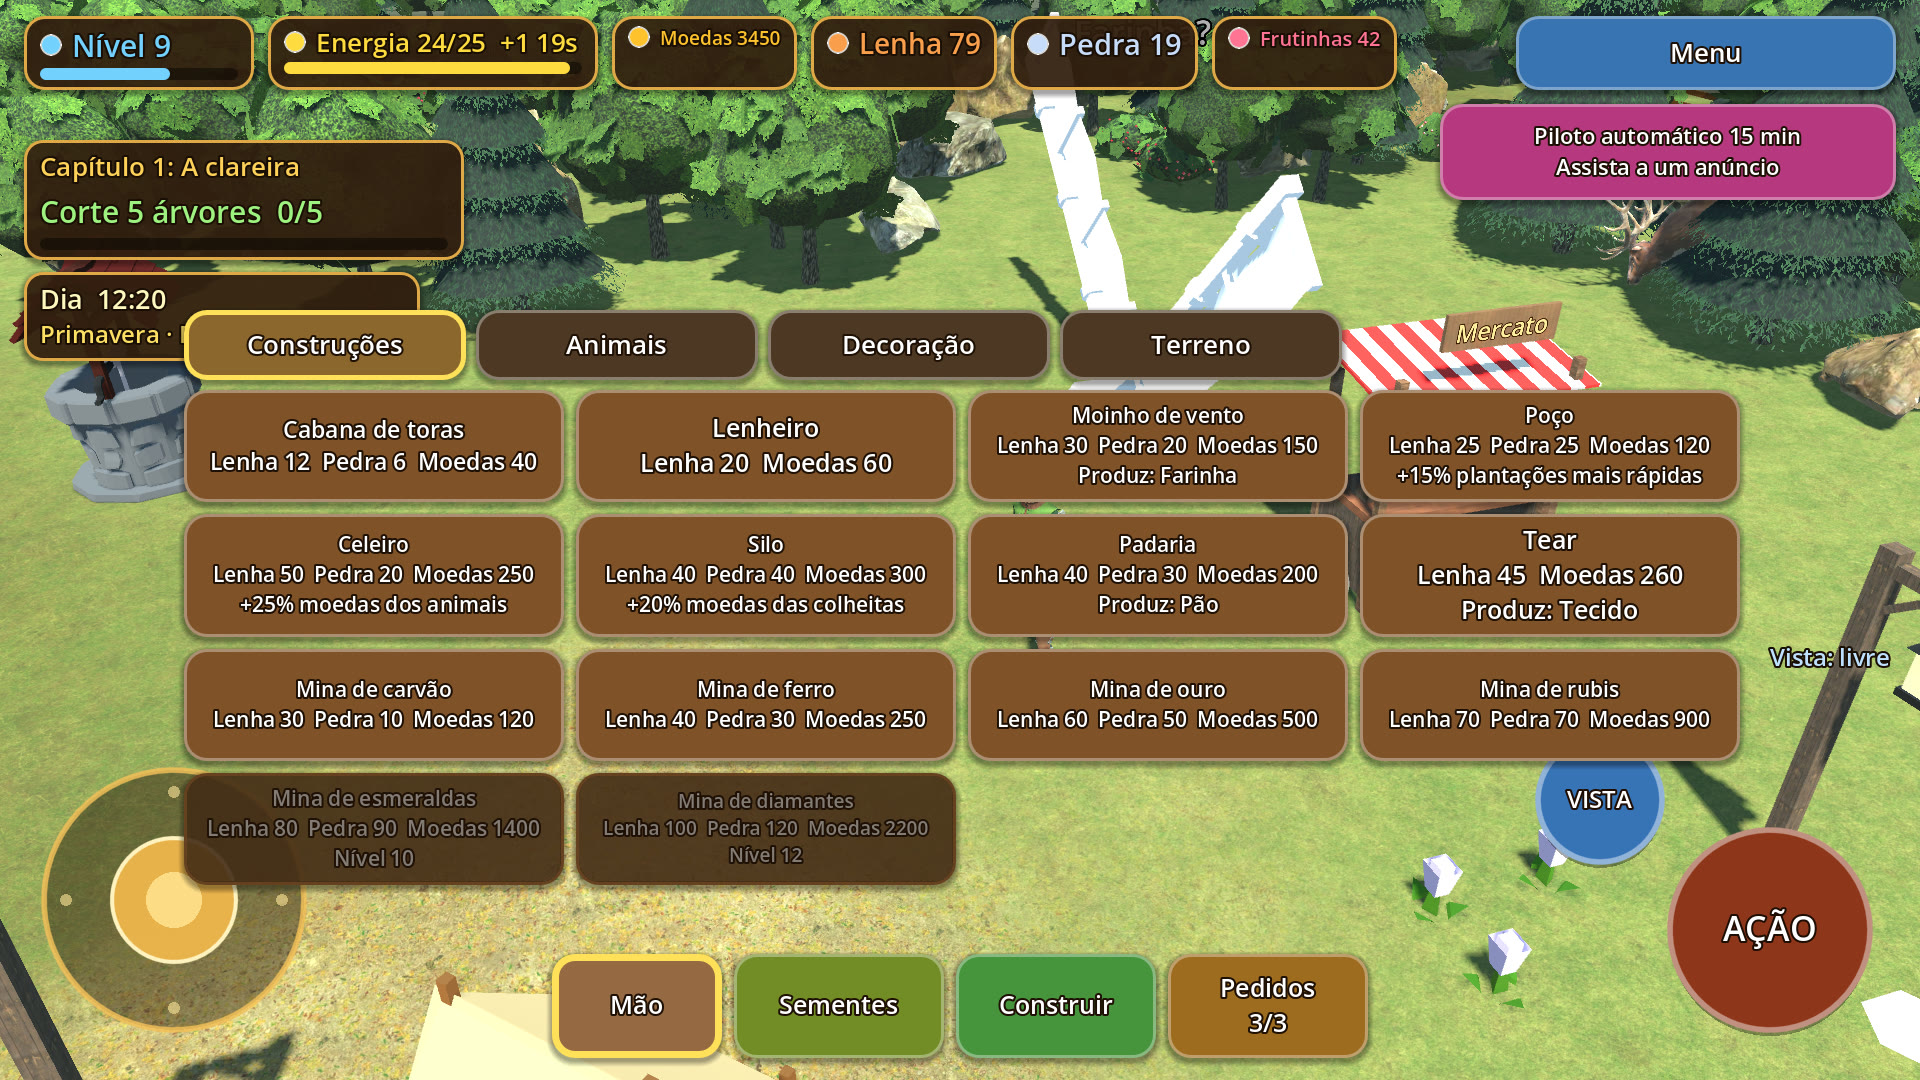 Nível 9
Energia 24/25 +1 19s
Moedas 3450
Lenha 79
Pedra 19
?
Frutinhas 42
Menu
Piloto automático 15 min
Assista a um anúncio
Capítulo 1: A clareira
Corte 5 árvores 0/5
Dia 12:20
Primavera ·
Construções
Animais
Decoração
Terreno
Mercato
Cabana de toras
Lenha 12 Pedra 6 Moedas 40
Lenheiro
Lenha 20 Moedas 60
Moinho de vento
Lenha 30 Pedra 20 Moedas 150
Produz: Farinha
Poço
Lenha 25 Pedra 25 Moedas 120
+15% plantações mais rápidas
Celeiro
Lenha 50 Pedra 20 Moedas 250
+25% moedas dos animais
Silo
Lenha 40 Pedra 40 Moedas 300
+20% moedas das colheitas
Padaria
Lenha 40 Pedra 30 Moedas 200
Produz: Pão
Tear
Lenha 45 Moedas 260
Produz: Tecido
Mina de carvão
Lenha 30 Pedra 10 Moedas 120
Mina de ferro
Lenha 40 Pedra 30 Moedas 250
Mina de ouro
Lenha 60 Pedra 50 Moedas 500
Mina de rubis
Lenha 70 Pedra 70 Moedas 900
Vista: livre
Mina de esmeraldas
Lenha 80 Pedra 90 Moedas 1400
Nível 10
Mina de diamantes
Lenha 100 Pedra 120 Moedas 2200
Nível 12
VISTA
AÇÃO
Mão
Sementes
Construir
Pedidos
3/3